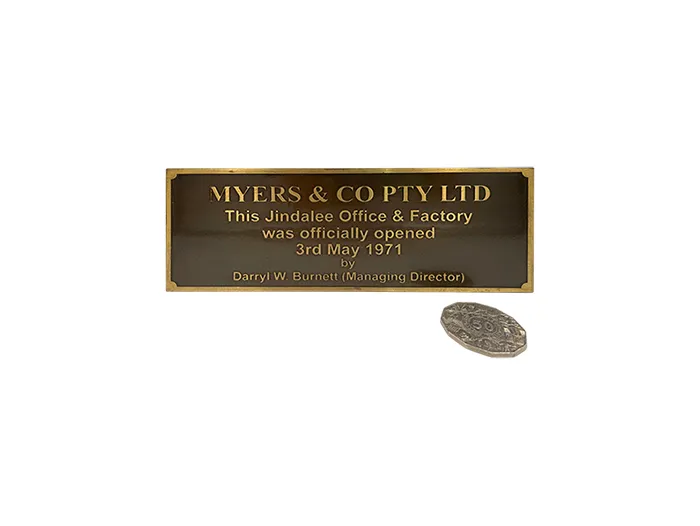 MYERS & CO PTY LTD
This Jindalee Office & Factory
was officially opened
3rd May 1971
by
Darryl W. Burnett (Managing Director)
50